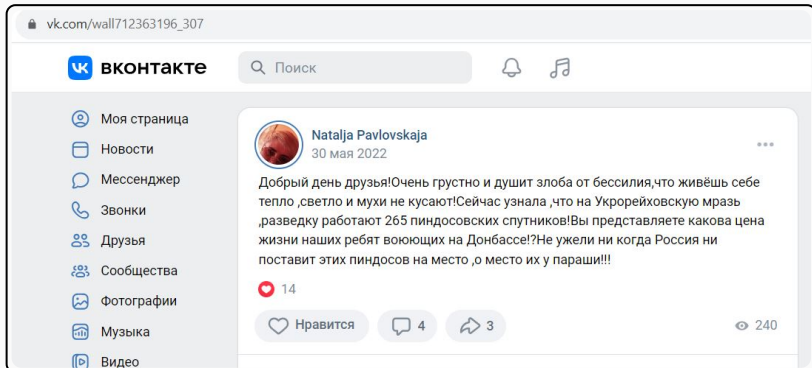 vk.com/wall712363196_307
вконтакте
Поиск
Моя страница
Новости
Мессенджер
Звонки
Друзья
Сообщества
Фотографии
Музыка
Видео
Natalja Pavlovskaja
30 мая 2022
Добрый день друзья!Очень грустно и душит злоба от бессилия,что живёшь себе
тепло ,светло и мухи не кусают!Сейчас узнала ,что на Укрорейховскую мразь
,разведку работают 265 пиндосовских спутников!Вы представляете какова цена
жизни наших ребят воюющих на Донбассе!?Не ужели ни когда Россия ни
поставит этих пиндосов на место ,о место их у параши!!!
14
Нравится
4
3
240